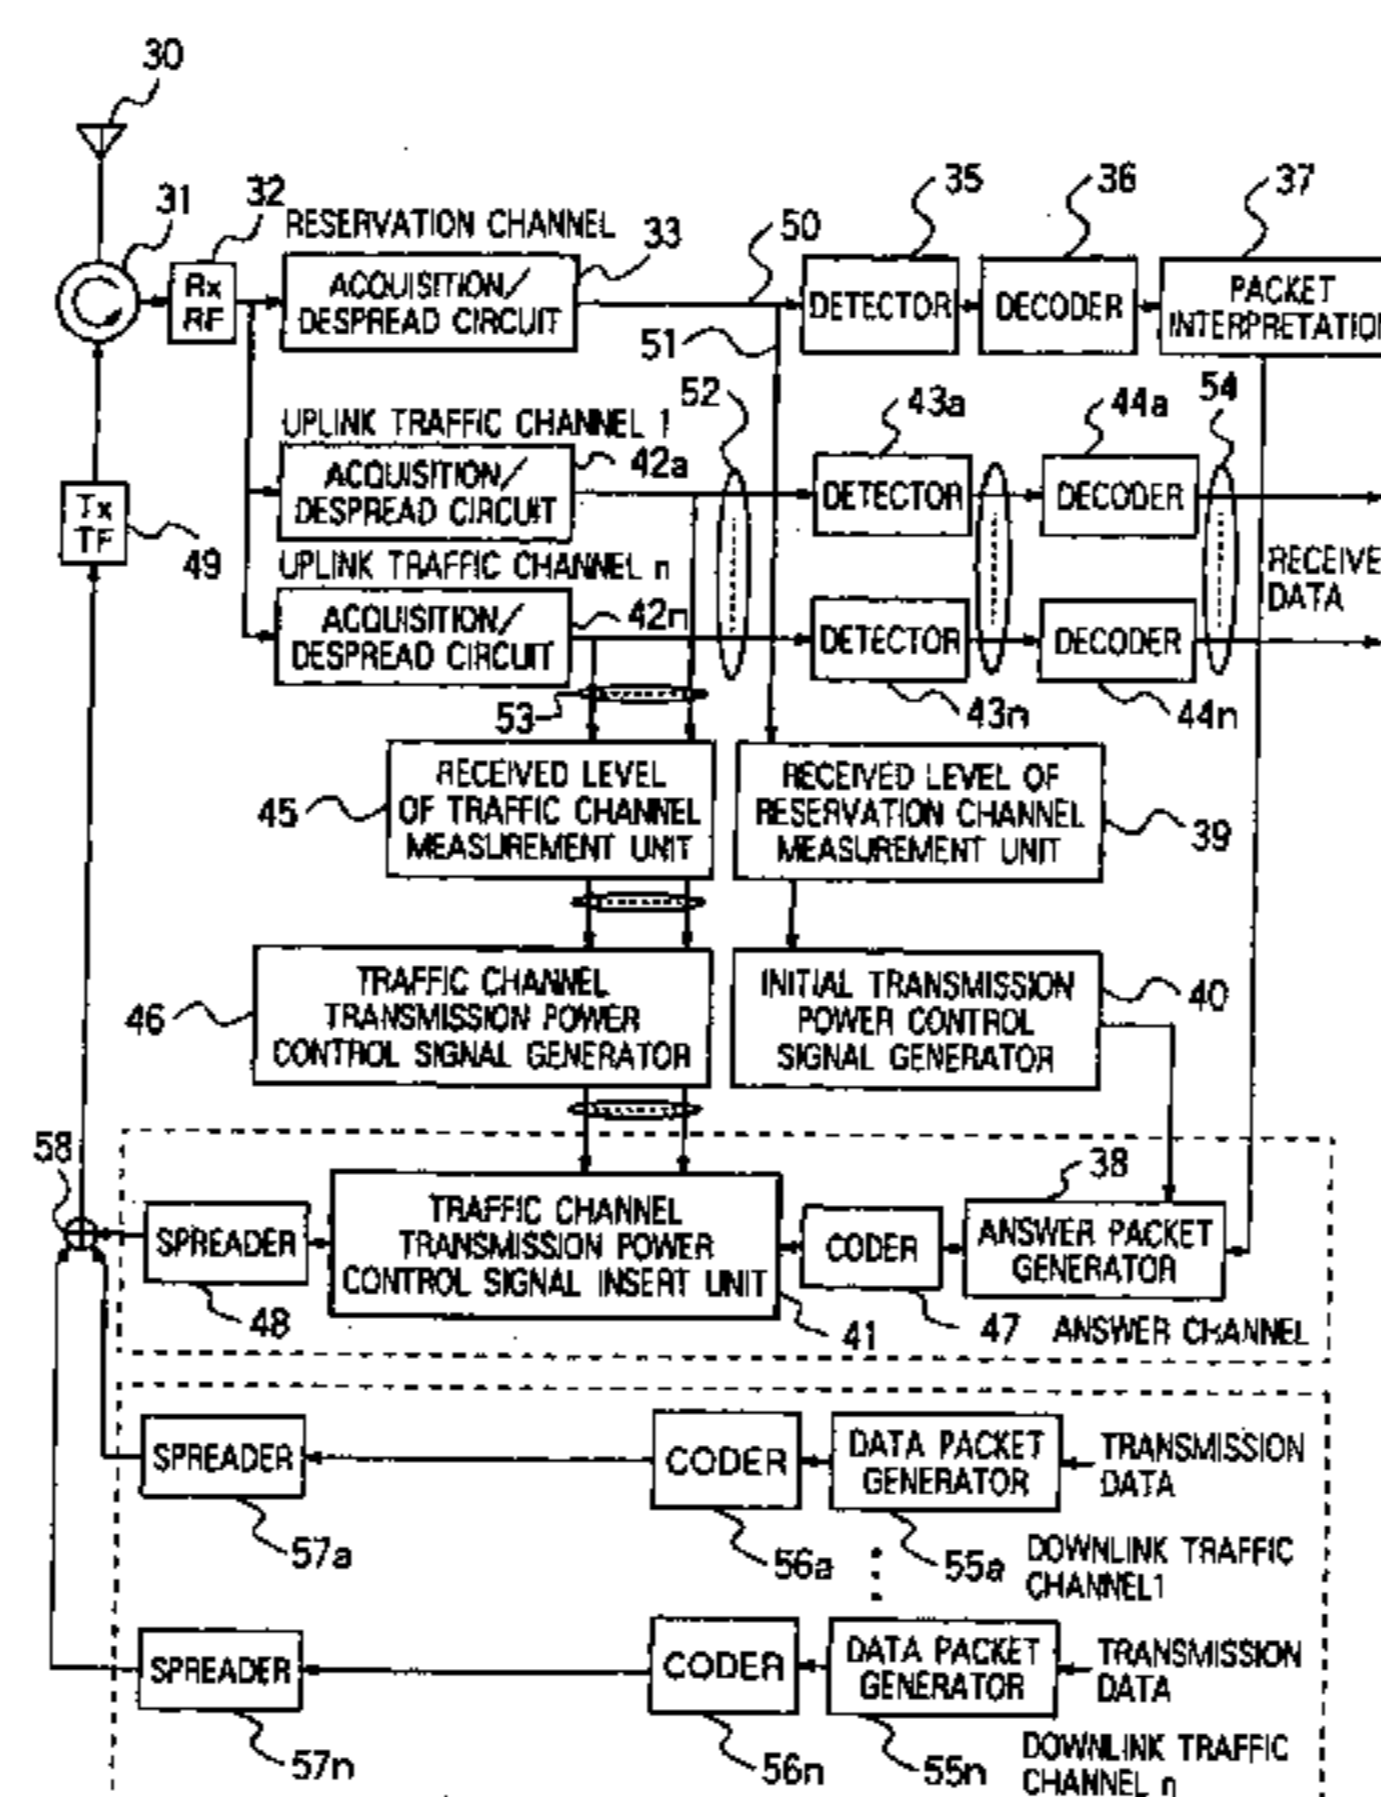 30
31
32
RESERVATION CHANNEL
33
50
35
36
37
Rx
RF
ACQUISITION/
DESPREAD CIRCUIT
DETECTOR
DECODER
PACKET
INTERPRETATION
51
52
UPLINK TRAFFIC CHANNEL 1
42a
43a
44a
54
ACQUISITION/
DESPREAD CIRCUIT
DETECTOR
DECODER
Tx
TF
49
UPLINK TRAFFIC CHANNEL n
42n
RECEIVE
DATA
ACQUISITION/
DESPREAD CIRCUIT
DETECTOR
DECODER
53
43n
44n
45
RECEIVED LEVEL
OF TRAFFIC CHANNEL
MEASUREMENT UNIT
RECEIVED LEVEL OF
RESERVATION CHANNEL
MEASUREMENT UNIT
39
46
TRAFFIC CHANNEL
TRANSMISSION POWER
CONTROL SIGNAL GENERATOR
INITIAL TRANSMISSION
POWER CONTROL
SIGNAL GENERATOR
40
58
38
SPREADER
TRAFFIC CHANNEL
TRANSMISSION POWER
CONTROL SIGNAL INSERT UNIT
CODER
ANSWER PACKET
GENERATOR
48
41
47
ANSWER CHANNEL
SPREADER
CODER
DATA PACKET
GENERATOR
TRANSMISSION
DATA
57a
56a
55a
DOWNLINK TRAFFIC
CHANNEL1
SPREADER
CODER
DATA PACKET
GENERATOR
TRANSMISSION
DATA
57n
56n
55n
DOWNLINK TRAFFIC
CHANNEL n